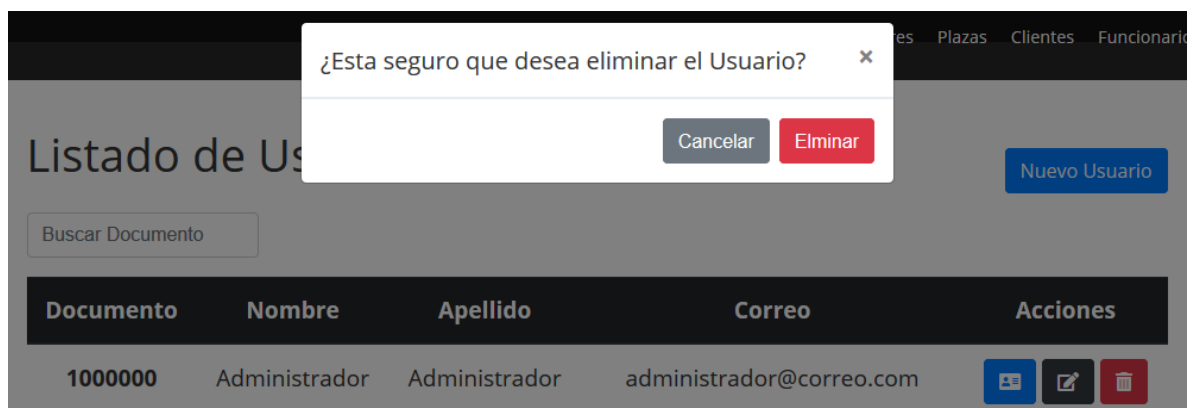 res Plazas Clientes Funcionario
¿Esta seguro que desea eliminar el Usuario? ×
Cancelar Elminar
Listado de Us
Nuevo Usuario
Buscar Documento
Documento Nombre Apellido Correo Acciones
1000000 Administrador Administrador administrador@correo.com